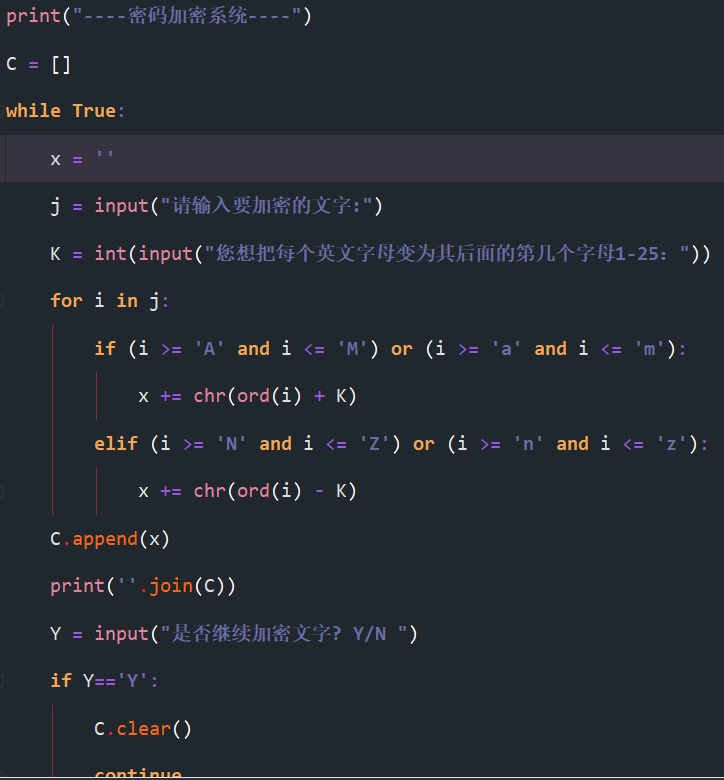 print("----密码加密系统----")
C = []
while True:
    x = ''
    j = input("请输入要加密的文字:")
    K = int(input("您想把每个英文字母变为其后面的第几个字母1-25: "))
    for i in j:
        if (i >= 'A' and i <= 'M') or (i >= 'a' and i <= 'm'):
            x += chr(ord(i) + K)
        elif (i >= 'N' and i <= 'Z') or (i >= 'n' and i <= 'z'):
            x += chr(ord(i) - K)
    C.append(x)
    print(''.join(C))
    Y = input("是否继续加密文字? Y/N ")
    if Y=='Y':
        C.clear()
        continue